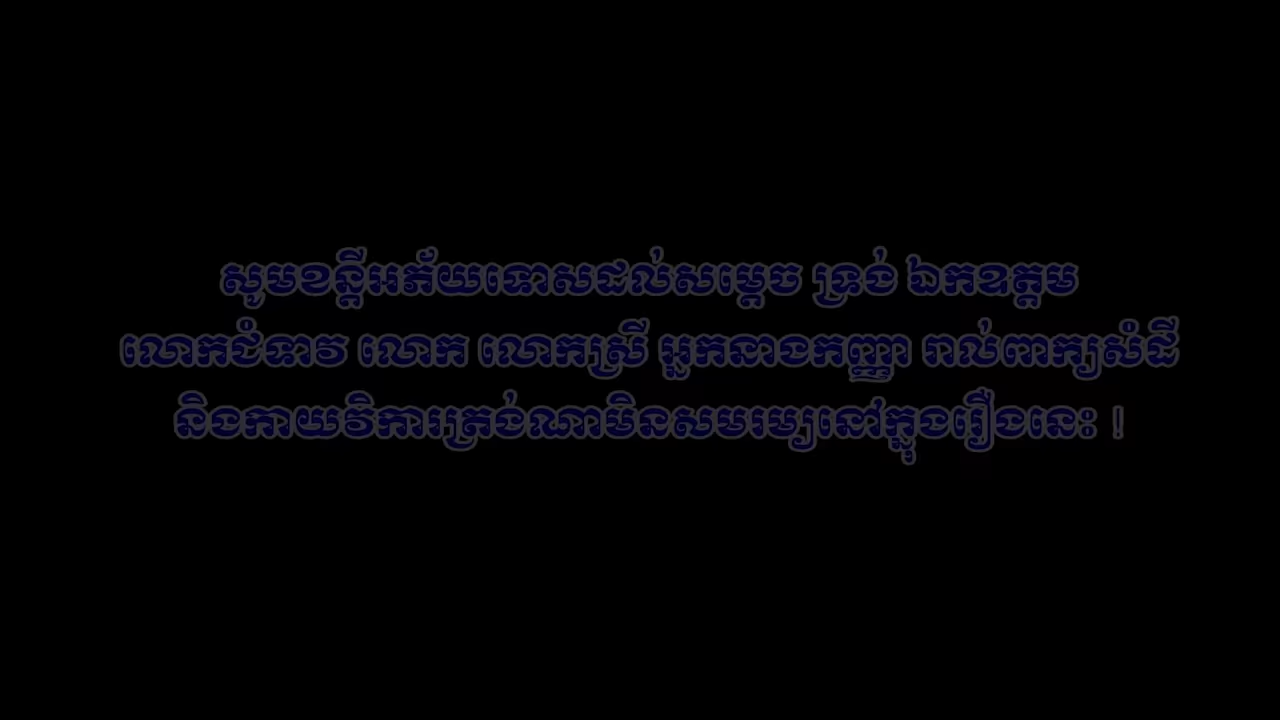 សូមខន្តីអភ័យទោសដល់សម្តេច ទ្រង់ ឯកឧត្តម
លោកជំទាវ លោក លោកស្រី អ្នកនាងកញ្ញា រាល់ពាក្យសំដី
និងកាយវិការត្រង់ណាមិនសមរម្យនៅក្នុងរឿងនេះ !